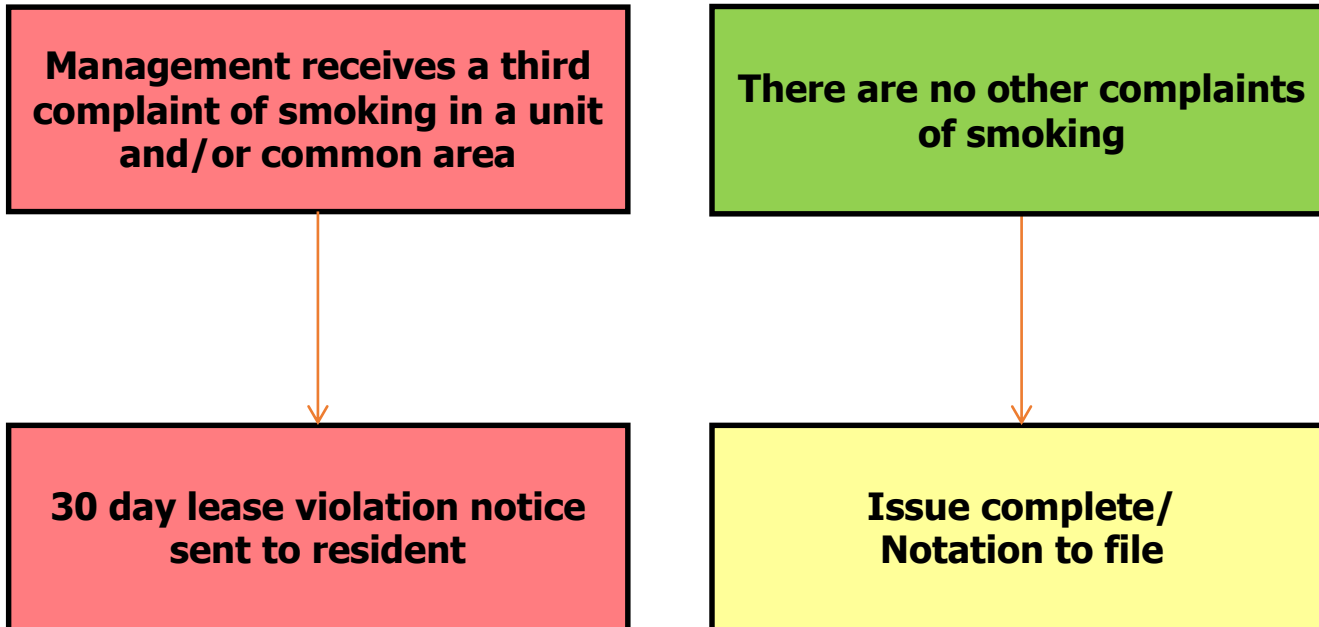 Management receives a third
complaint of smoking in a unit
and/or common area
There are no other complaints
of smoking
30 day lease violation notice
sent to resident
Issue complete/
Notation to file